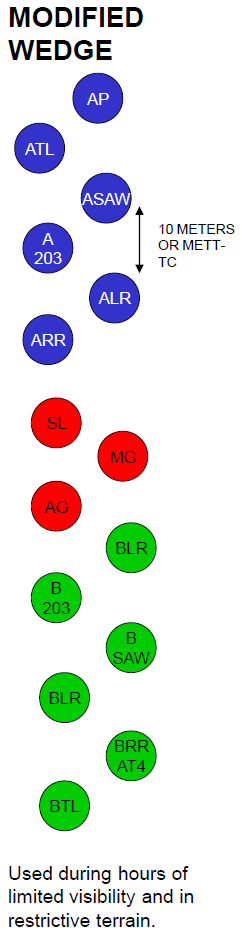 MODIFIED
WEDGE
AP
ATL
ASAW
A
203
10 METERS
OR METT-
TC
ALR
ARR
SL
MG
AG
BLR
B
203
B
SAW
BLR
BRR
AT4
BTL
Used during hours of
limited visibility and in
restrictive terrain.